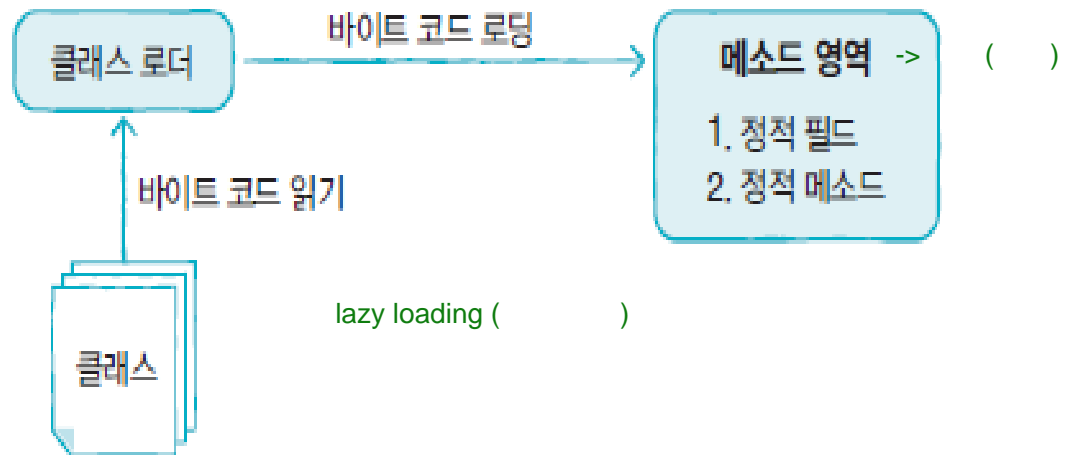 바이트 코드 로딩
클래스 로더
메소드 영역 -> ( )
1. 정적 필드
2. 정적 메소드
바이트 코드 읽기
lazy loading ( )
클래스